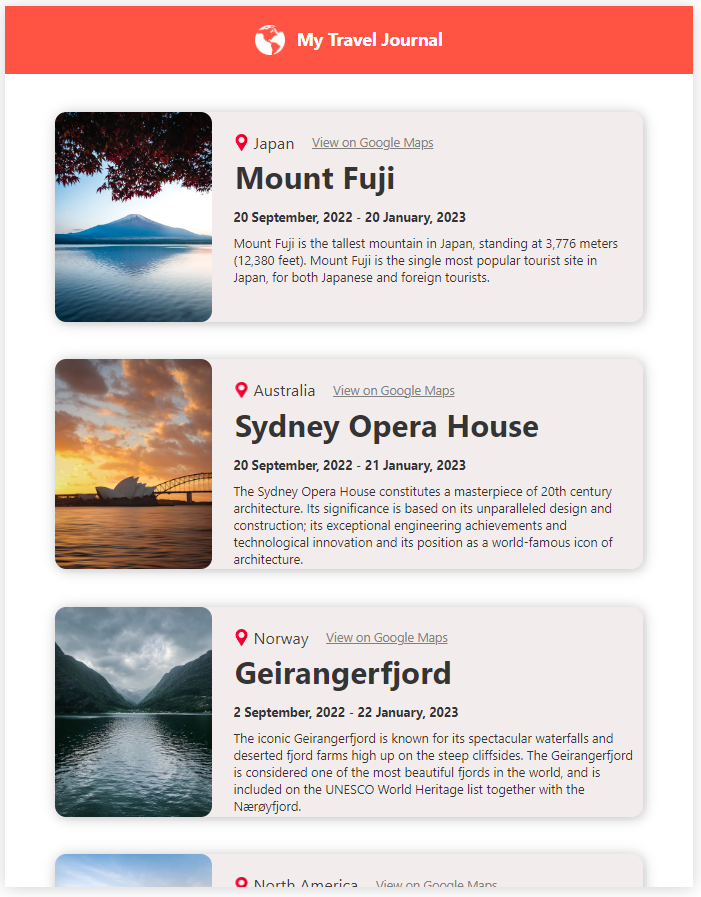 My Travel Journal
Japan View on Google Maps
Mount Fuji
20 September, 2022 - 20 January, 2023
Mount Fuji is the tallest mountain in Japan, standing at 3,776 meters
(12,380 feet). Mount Fuji is the single most popular tourist site in
Japan, for both Japanese and foreign tourists.
Australia View on Google Maps
Sydney Opera House
20 September, 2022 - 21 January, 2023
The Sydney Opera House constitutes a masterpiece of 20th century
architecture. Its significance is based on its unparalleled design and
construction; its exceptional engineering achievements and
technological innovation and its position as a world-famous icon of
architecture.
Norway View on Google Maps
Geirangerfjord
2 September, 2022 - 22 January, 2023
The iconic Geirangerfjord is known for its spectacular waterfalls and
deserted fjord farms high up on the steep cliffsides. The Geirangerfjord
is considered one of the most beautiful fjords in the world, and is
included on the UNESCO World Heritage list together with the
Nærøyfjord.
North America View on Google Maps